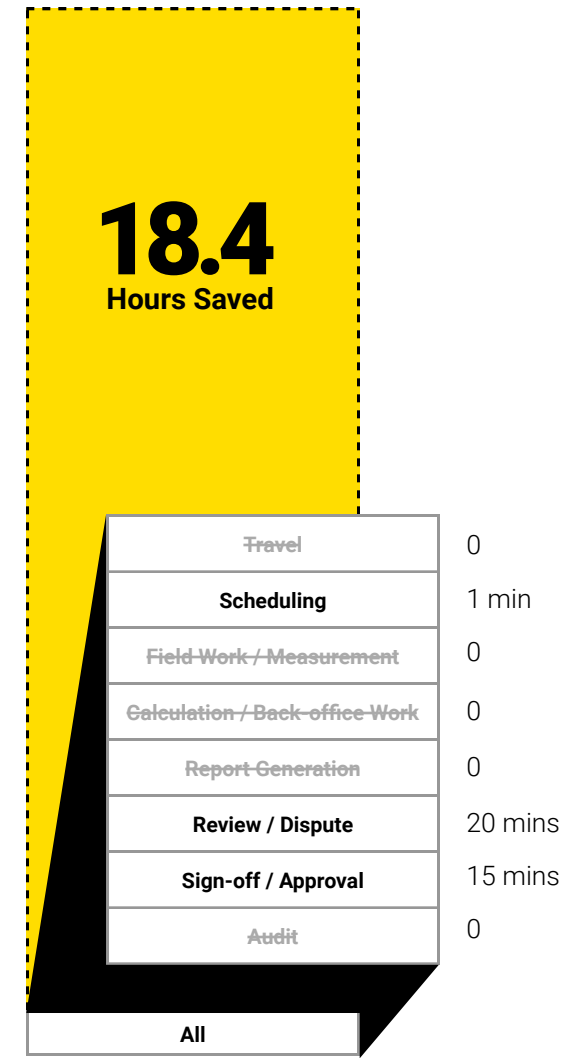 18.4
Hours Saved
Travel 0
Scheduling 1 min
Field Work / Measurement 0
Calculation / Back-office Work 0
Report Generation 0
Review / Dispute 20 mins
Sign-off / Approval 15 mins
Audit 0
All